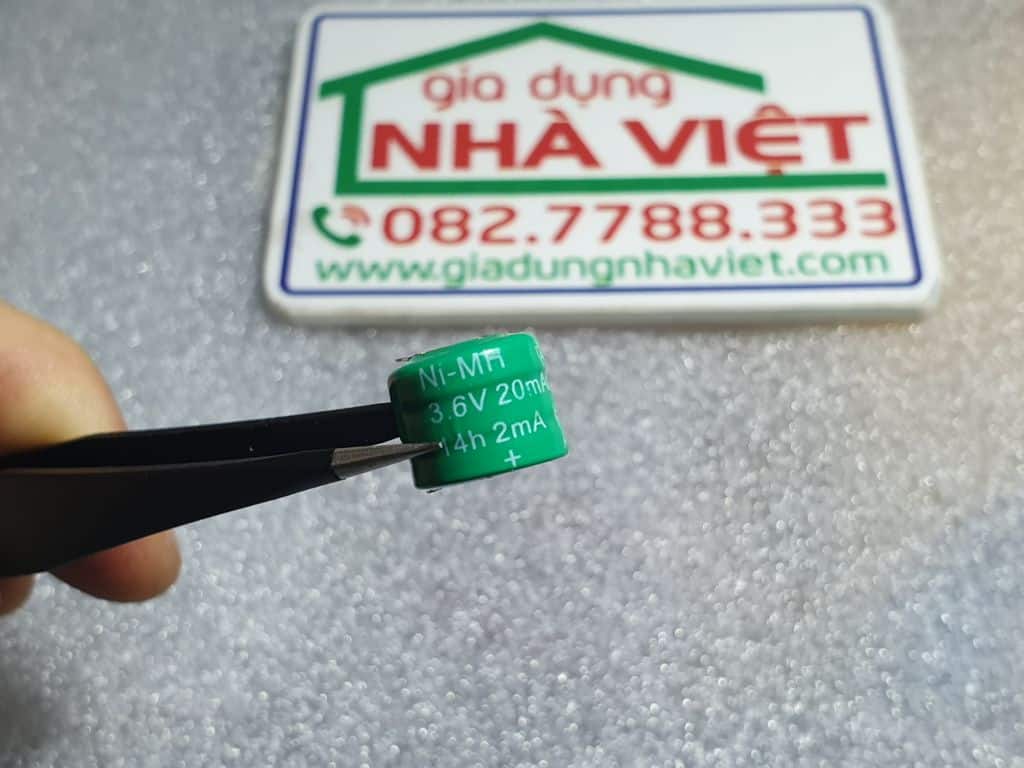 gia dụng
NHÀ VIỆT
082.7788.333
www.giadungnhaviet.com
Ni-MH
3.6V 20mA
14h 2mA
+